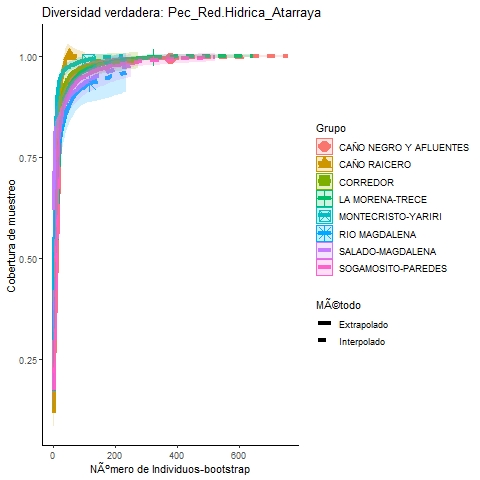 Diversidad verdadera: Pec_Red.Hidrica_Atarraya
1.00
0.75
0.50
0.25
Cobertura de muestreo
0
200
400
600
NÃºmero de Individuos-bootstrap
Grupo
CAÑO NEGRO Y AFLUENTES
CAÑO RAICERO
CORREDOR
LA MORENA-TRECE
MONTECRISTO-YARIRI
RIO MAGDALENA
SALADO-MAGDALENA
SOGAMOSITO-PAREDES
MÃ©todo
Extrapolado
Interpolado